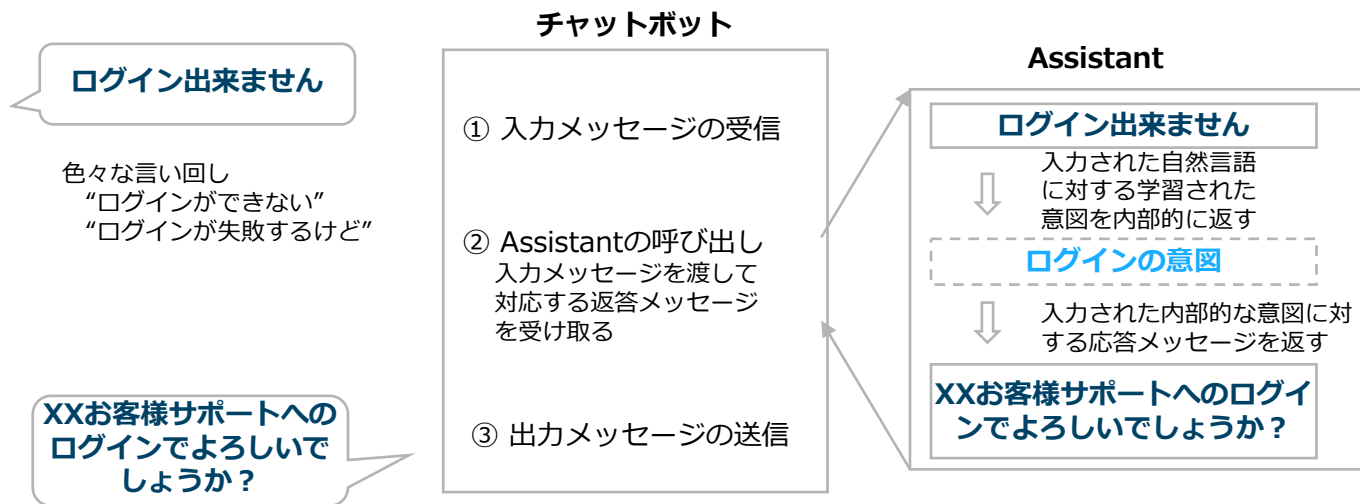 チャットボット
Assistant
ログイン出来ません
色々な言い回し
“ログインができない”
“ログインが失敗するけど”
XXお客様サポートへの
ログインでよろしいで
しょうか？
① 入力メッセージの受信
② Assistantの呼び出し
入力メッセージを渡して
対応する返答メッセージ
を受け取る
③ 出力メッセージの送信
ログイン出来ません
入力された自然言語
に対する学習された
意図を内部的に返す
ログインの意図
入力された内部的な意図に対
する応答メッセージを返す
XXお客様サポートへのログイ
ンでよろしいでしょうか？